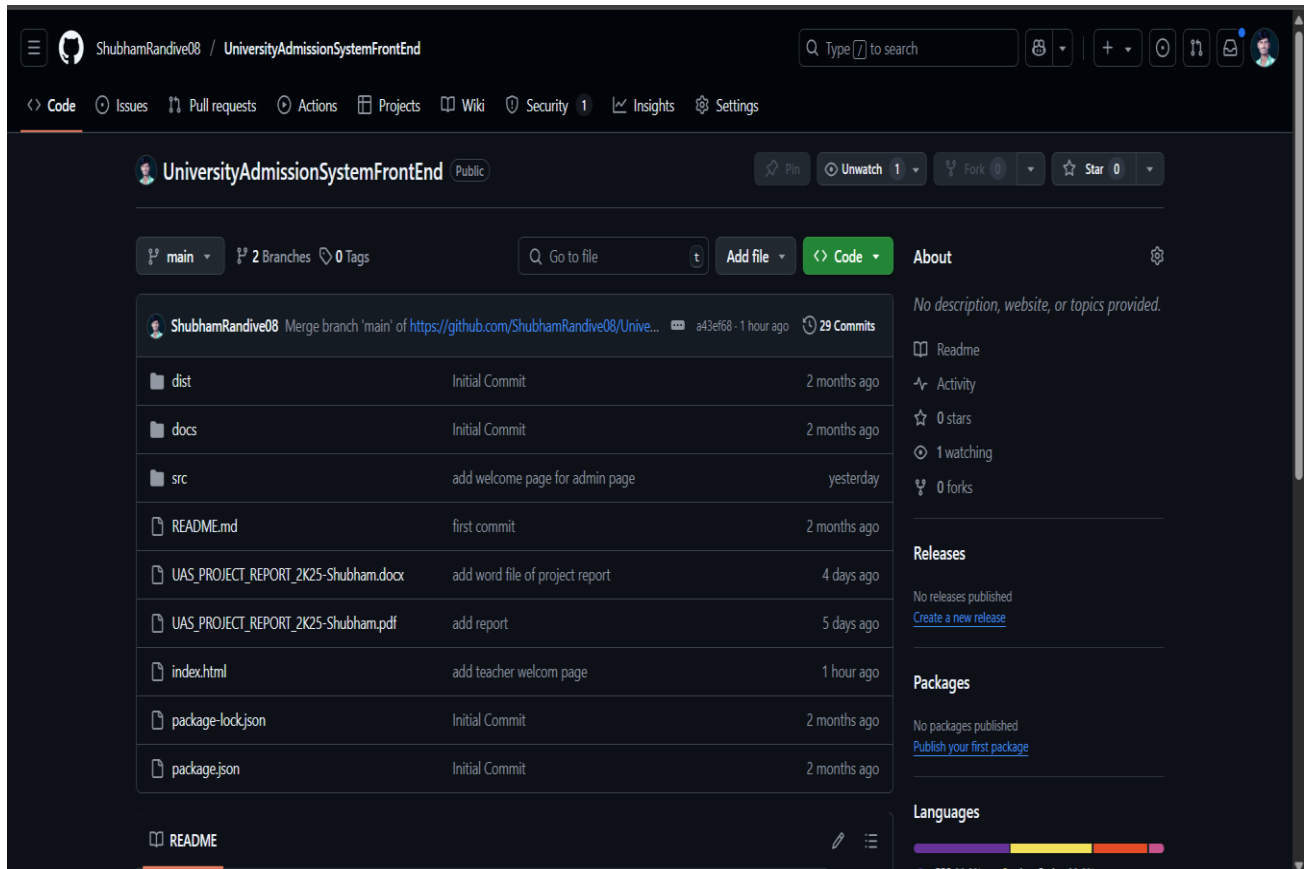 ShubhamRandive08 / UniversityAdmissionSystemFrontEnd
Type / to search
Code Issues Pull requests Actions Projects Wiki Security 1 Insights Settings
UniversityAdmissionSystemFrontEnd Public
Pin Unwatch 1 Fork 0 Star 0
main 2 Branches 0 Tags
Go to file t Add file Code
ShubhamRandive08 Merge branch 'main' of https://github.com/ShubhamRandive08/Unive... a43ef68 · 1 hour ago 29 Commits
dist Initial Commit 2 months ago
docs Initial Commit 2 months ago
src add welcome page for admin page yesterday
README.md first commit 2 months ago
UAS_PROJECT_REPORT_2K25-Shubham.docx add word file of project report 4 days ago
UAS_PROJECT_REPORT_2K25-Shubham.pdf add report 5 days ago
index.html add teacher welcom page 1 hour ago
package-lock.json Initial Commit 2 months ago
package.json Initial Commit 2 months ago
README
About
No description, website, or topics provided.
Readme
Activity
0 stars
1 watching
0 forks
Releases
No releases published
Create a new release
Packages
No packages published
Publish your first package
Languages